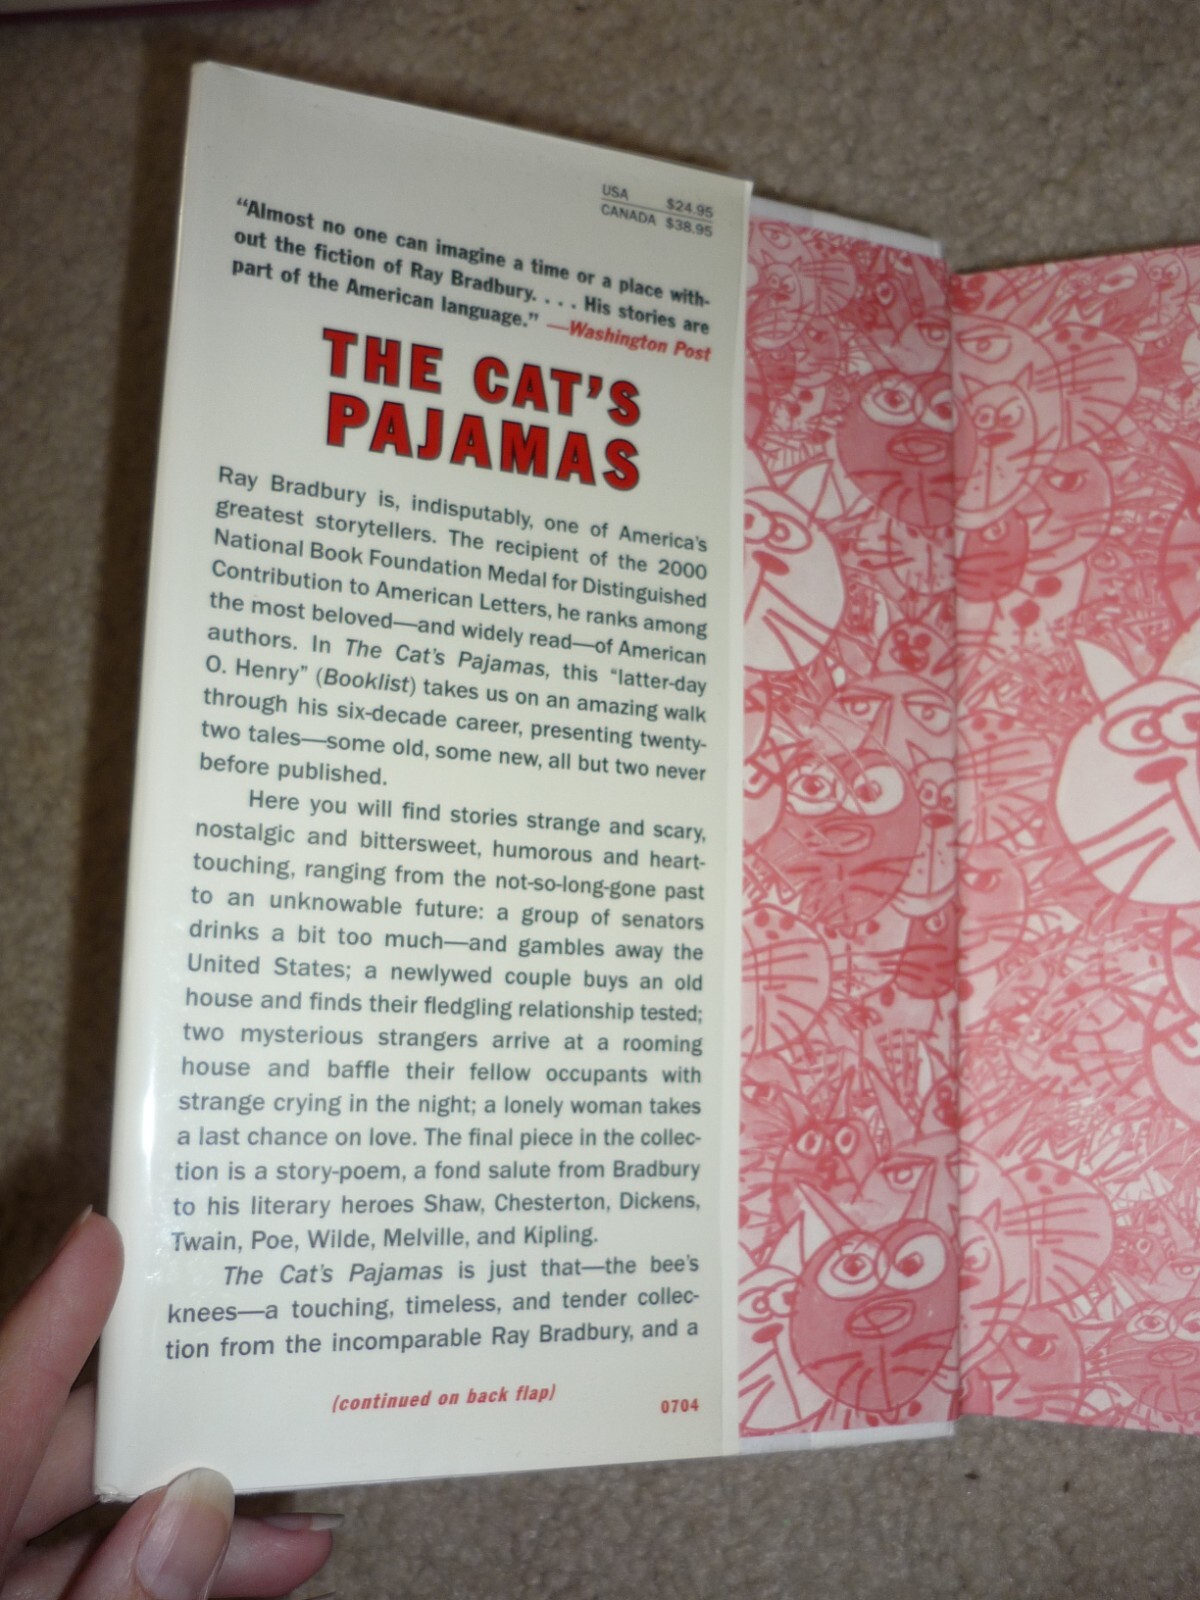 USA $24.95
CANADA $38.95
“Almost no one can imagine a time or a place with-
out the fiction of Ray Bradbury. . . . His stories are
part of the American language.” —Washington Post
THE CAT’S
PAJAMAS
Ray Bradbury is, indisputably, one of America’s
greatest storytellers. The recipient of the 2000
National Book Foundation Medal for Distinguished
Contribution to American Letters, he ranks among
the most beloved—and widely read—of American
authors. In The Cat’s Pajamas, this “latter-day
O. Henry” (Booklist) takes us on an amazing walk
through his six-decade career, presenting twenty-
two tales—some old, some new, all but two never
before published.
Here you will find stories strange and scary,
nostalgic and bittersweet, humorous and heart-
touching, ranging from the not-so-long-gone past
to an unknowable future: a group of senators
drinks a bit too much—and gambles away the
United States; a newlywed couple buys an old
house and finds their fledgling relationship tested;
two mysterious strangers arrive at a rooming
house and baffle their fellow occupants with
strange crying in the night; a lonely woman takes
a last chance on love. The final piece in the collec-
tion is a story-poem, a fond salute from Bradbury
to his literary heroes Shaw, Chesterton, Dickens,
Twain, Poe, Wilde, Melville, and Kipling.
The Cat’s Pajamas is just that—the bee’s
knees—a touching, timeless, and tender collec-
tion from the incomparable Ray Bradbury, and a
(continued on back flap)
0704